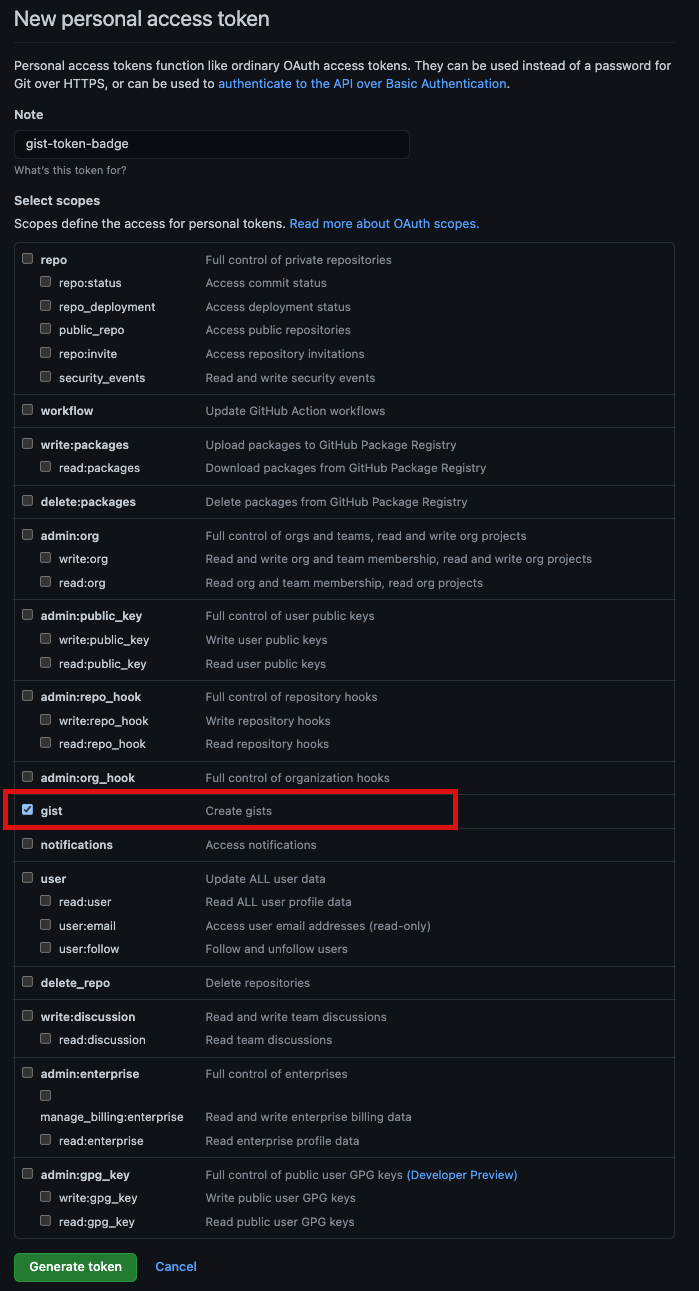 New personal access token
Personal access tokens function like ordinary OAuth access tokens. They can be used instead of a password for
Git over HTTPS, or can be used to authenticate to the API over Basic Authentication.
Note
gist-token-badge
What's this token for?
Select scopes
Scopes define the access for personal tokens. Read more about OAuth scopes.
repo Full control of private repositories
repo:status Access commit status
repo_deployment Access deployment status
public_repo Access public repositories
repo:invite Access repository invitations
security_events Read and write security events
workflow Update GitHub Action workflows
write:packages Upload packages to GitHub Package Registry
read:packages Download packages from GitHub Package Registry
delete:packages Delete packages from GitHub Package Registry
admin:org Full control of orgs and teams, read and write org projects
write:org Read and write org and team membership, read and write org projects
read:org Read org and team membership, read org projects
admin:public_key Full control of user public keys
write:public_key Write user public keys
read:public_key Read user public keys
admin:repo_hook Full control of repository hooks
write:repo_hook Write repository hooks
read:repo_hook Read repository hooks
admin:org_hook Full control of organization hooks
gist Create gists
notifications Access notifications
user Update ALL user data
read:user Read ALL user profile data
user:email Access user email addresses (read-only)
user:follow Follow and unfollow users
delete_repo Delete repositories
write:discussion Read and write team discussions
read:discussion Read team discussions
admin:enterprise Full control of enterprises
manage_billing:enterprise Read and write enterprise billing data
read:enterprise Read enterprise profile data
admin:gpg_key Full control of public user GPG keys (Developer Preview)
write:gpg_key Write public user GPG keys
read:gpg_key Read public user GPG keys
Generate token Cancel